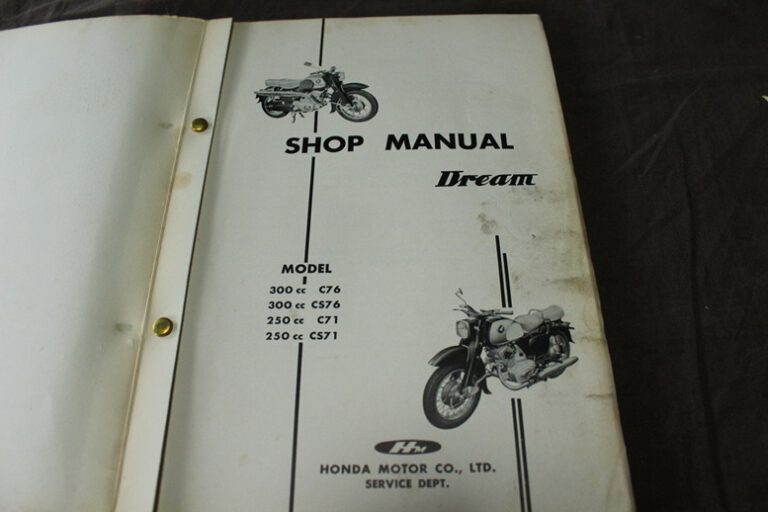 SHOP MANUAL
Dream
MODEL
300 cc C76
300 cc CS76
250 cc C71
250 cc CS71
HM
HONDA MOTOR CO., LTD.
SERVICE DEPT.